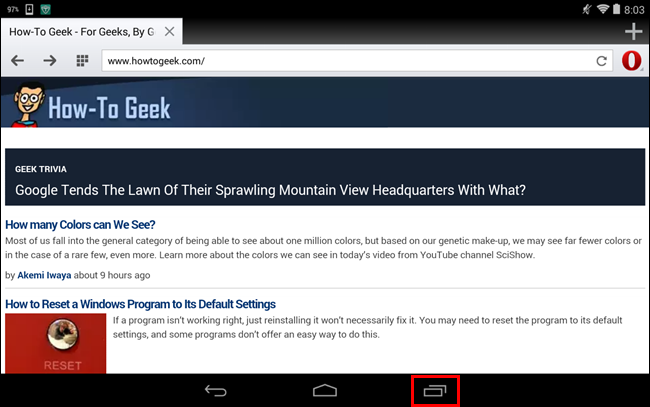 97% 8:03
How-To Geek - For Geeks, By G
www.howtogeek.com/
How-To Geek
GEEK TRIVIA
Google Tends The Lawn Of Their Sprawling Mountain View Headquarters With What?
How many Colors can We See?
Most of us fall into the general category of being able to see about one million colors, but based on our genetic make-up, we may see far fewer colors or
in the case of a rare few, even more. Learn more about the colors we can see in today's video from YouTube channel SciShow.
by Akemi Iwaya about 9 hours ago
How to Reset a Windows Program to Its Default Settings
If a program isn't working right, just reinstalling it won't necessarily fix it. You may need to reset the program to its default
settings, and some programs don't offer an easy way to do this.
RESET